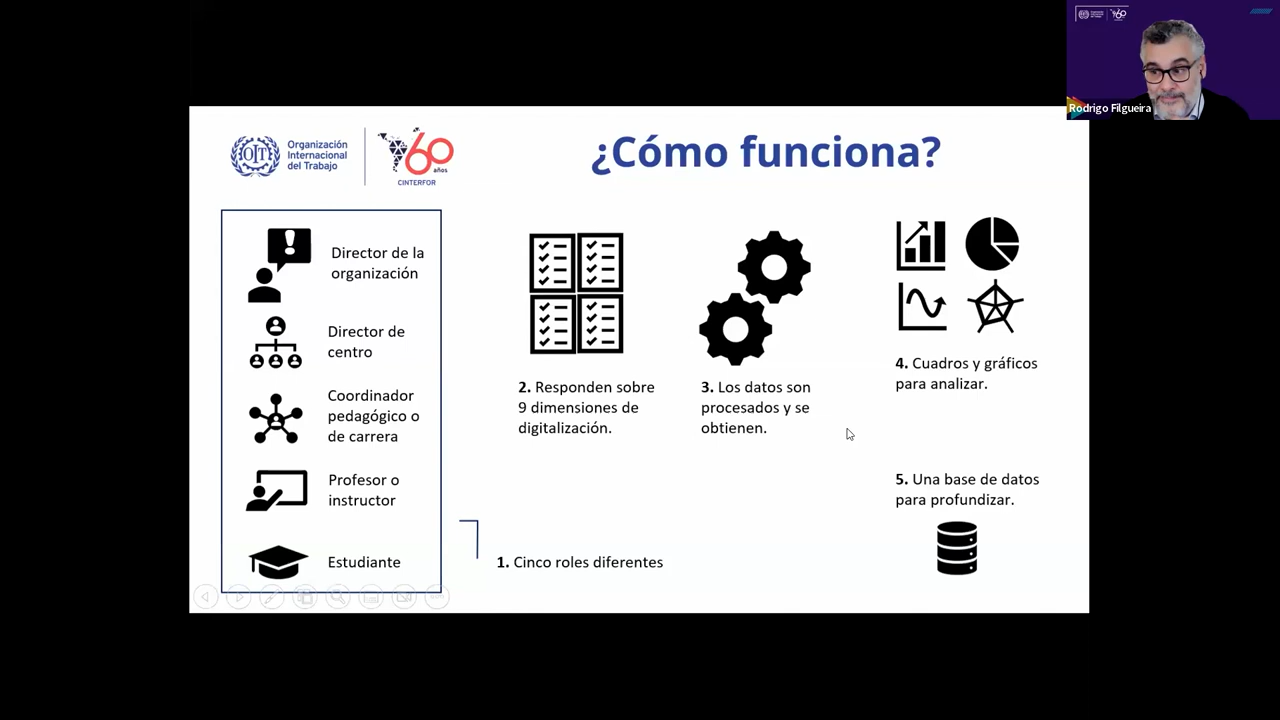 Rodrigo Filgueira
OIT
Organización
Internacional
del Trabajo
60
años
CINTERFOR
¿Cómo funciona?
Director de la
organización
Director de
centro
Coordinador
pedagógico o
de carrera
Profesor o
instructor
Estudiante
1. Cinco roles diferentes
2. Responden sobre
9 dimensiones de
digitalización.
3. Los datos son
procesados y se
obtienen.
4. Cuadros y gráficos
para analizar.
5. Una base de datos
para profundizar.